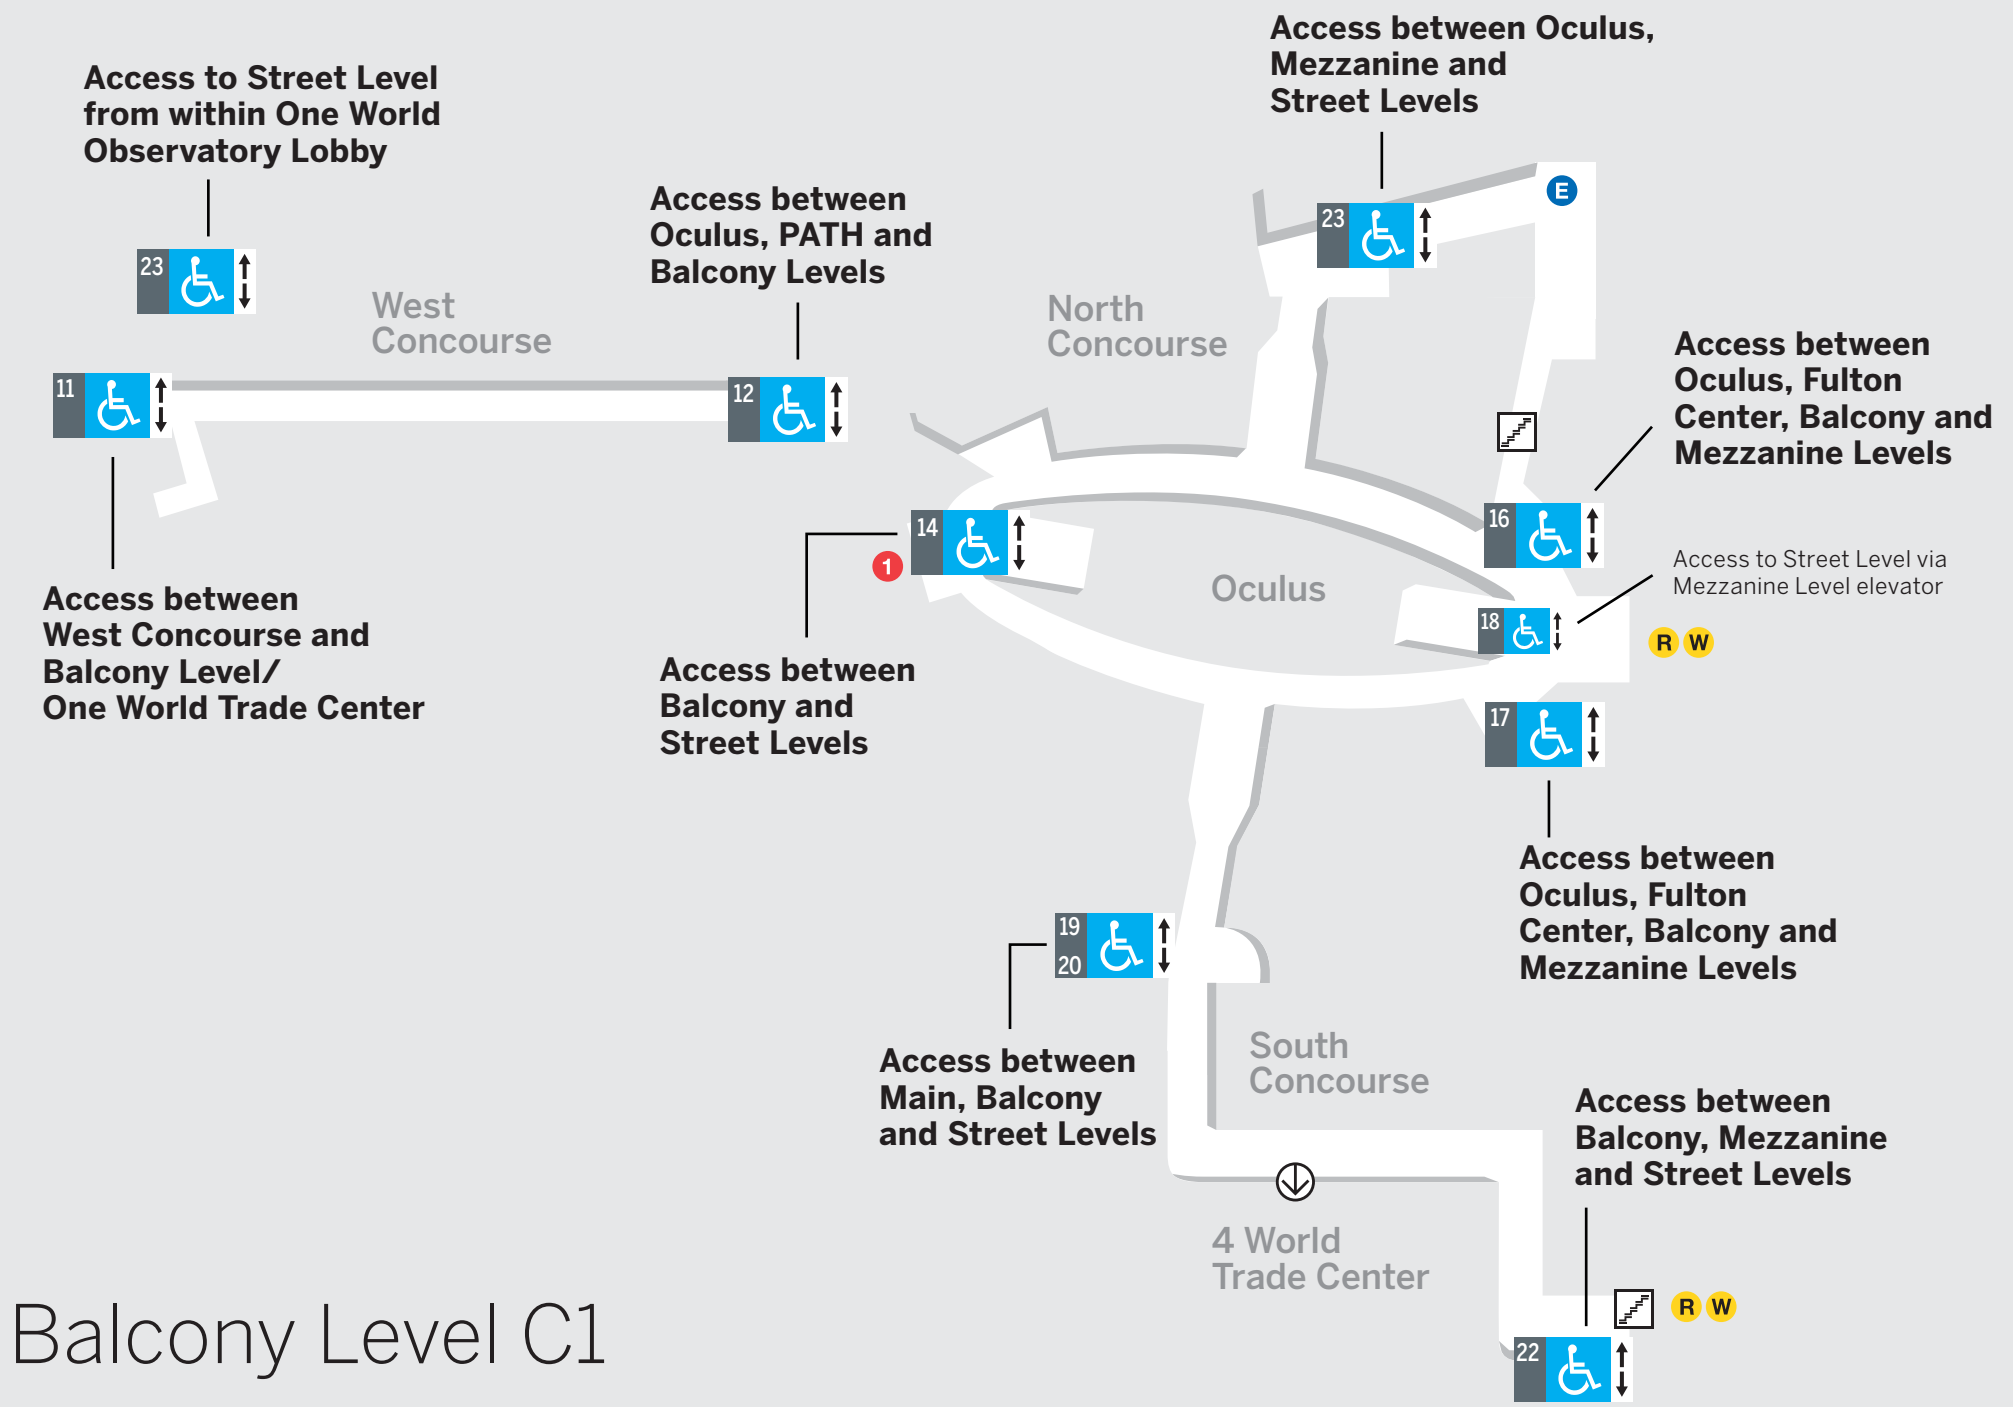 Access between Oculus,
Mezzanine and
Street Levels
Access to Street Level
from within One World
Observatory Lobby
Access between
Oculus, PATH and
Balcony Levels
E
23
23
West
Concourse
North
Concourse
Access between
Oculus, Fulton
Center, Balcony and
Mezzanine Levels
11
12
14
1
16
Access to Street Level via
Mezzanine Level elevator
Oculus
18
R W
Access between
West Concourse and
Balcony Level/
One World Trade Center
Access between
Balcony and
Street Levels
17
Access between
Oculus, Fulton
Center, Balcony and
Mezzanine Levels
19
20
Access between
Main, Balcony
and Street Levels
South
Concourse
Access between
Balcony, Mezzanine
and Street Levels
4 World
Trade Center
R W
22
Balcony Level C1